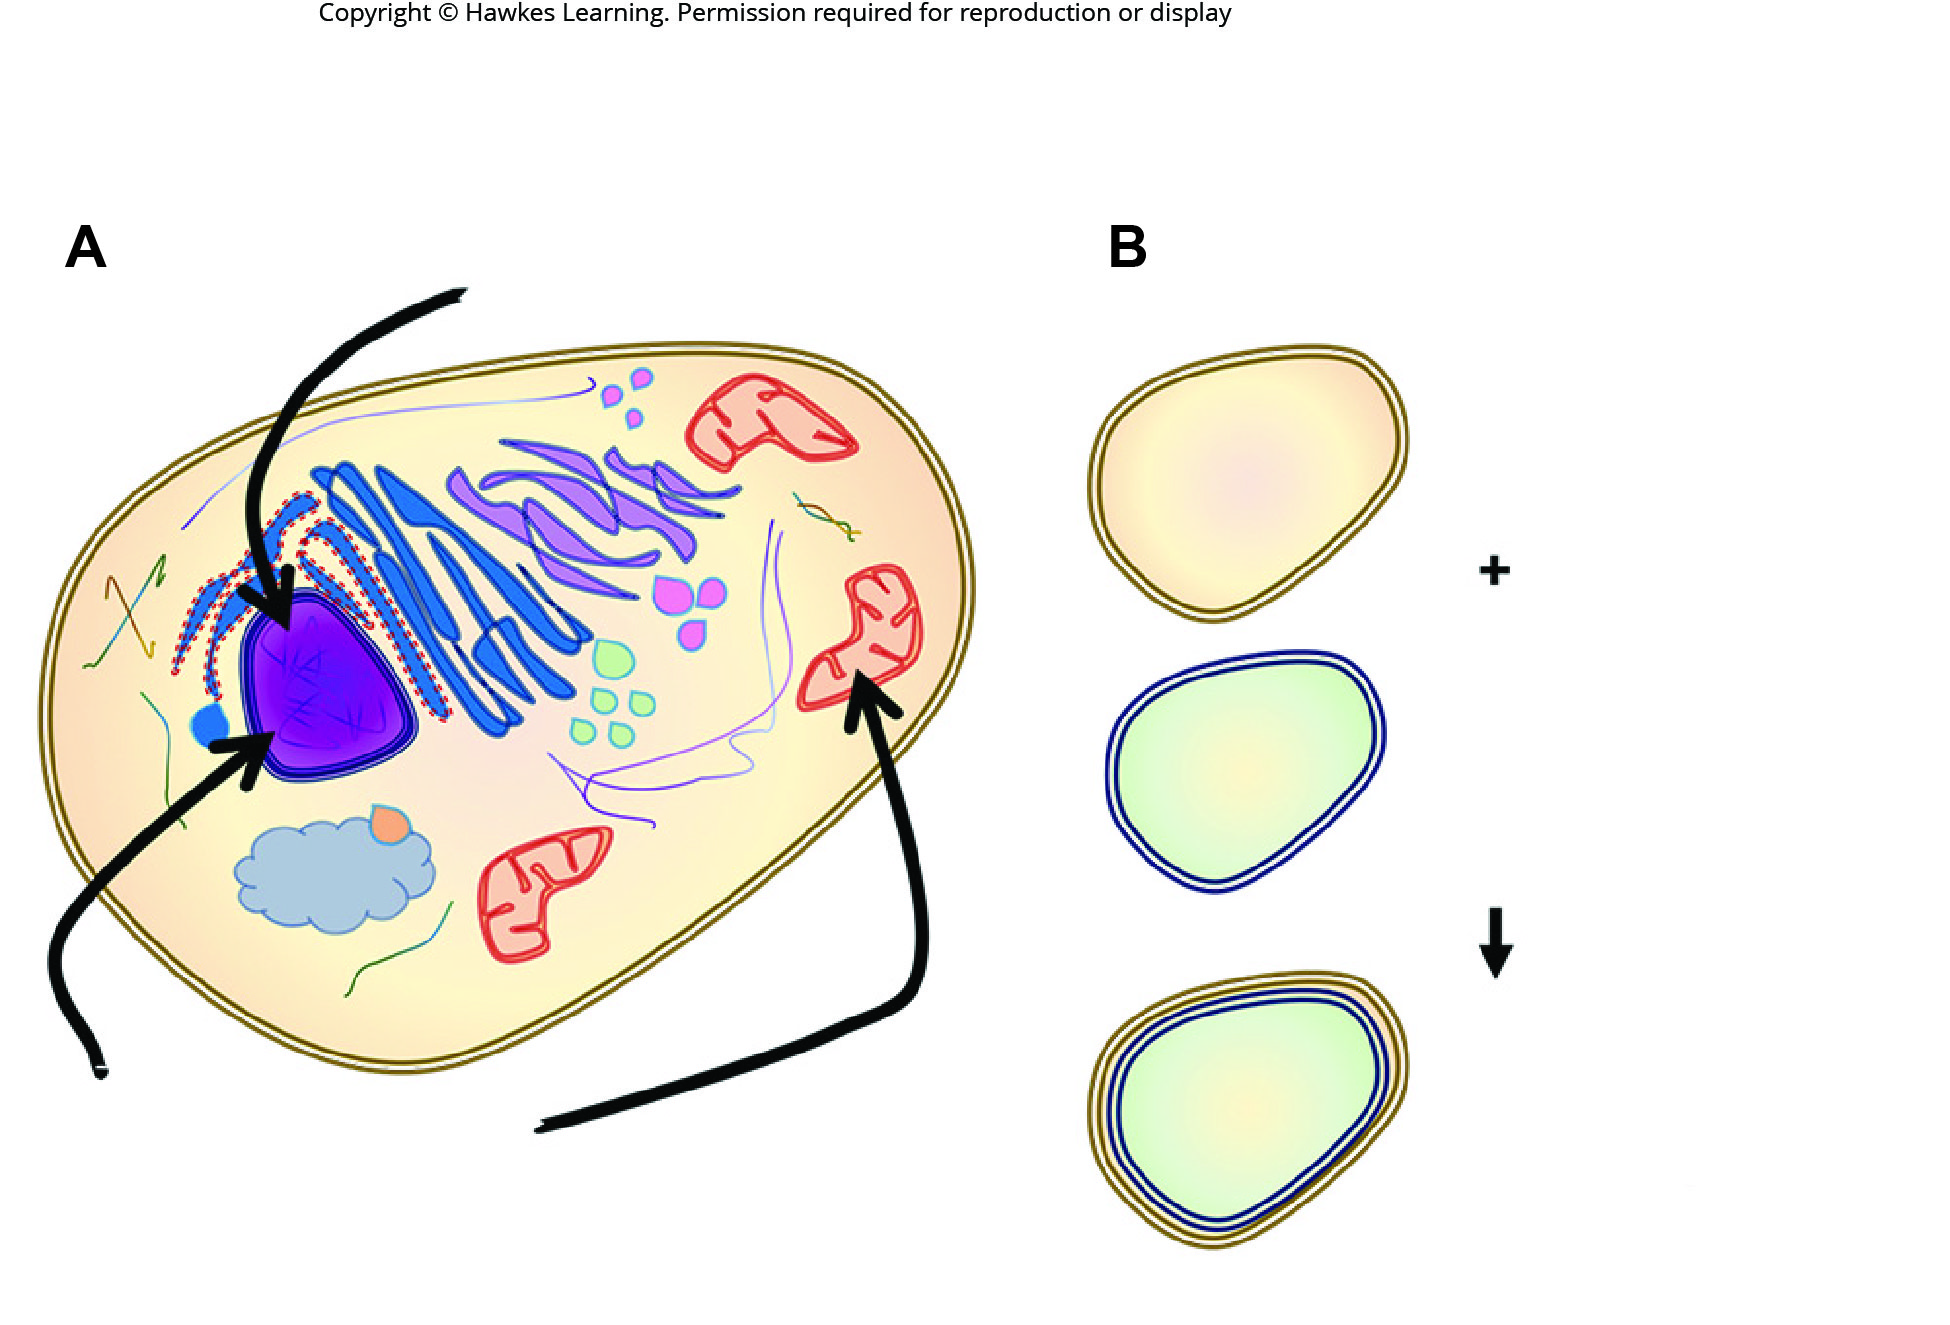 Copyright © Hawkes Learning. Permission required for reproduction or display
A
B
+